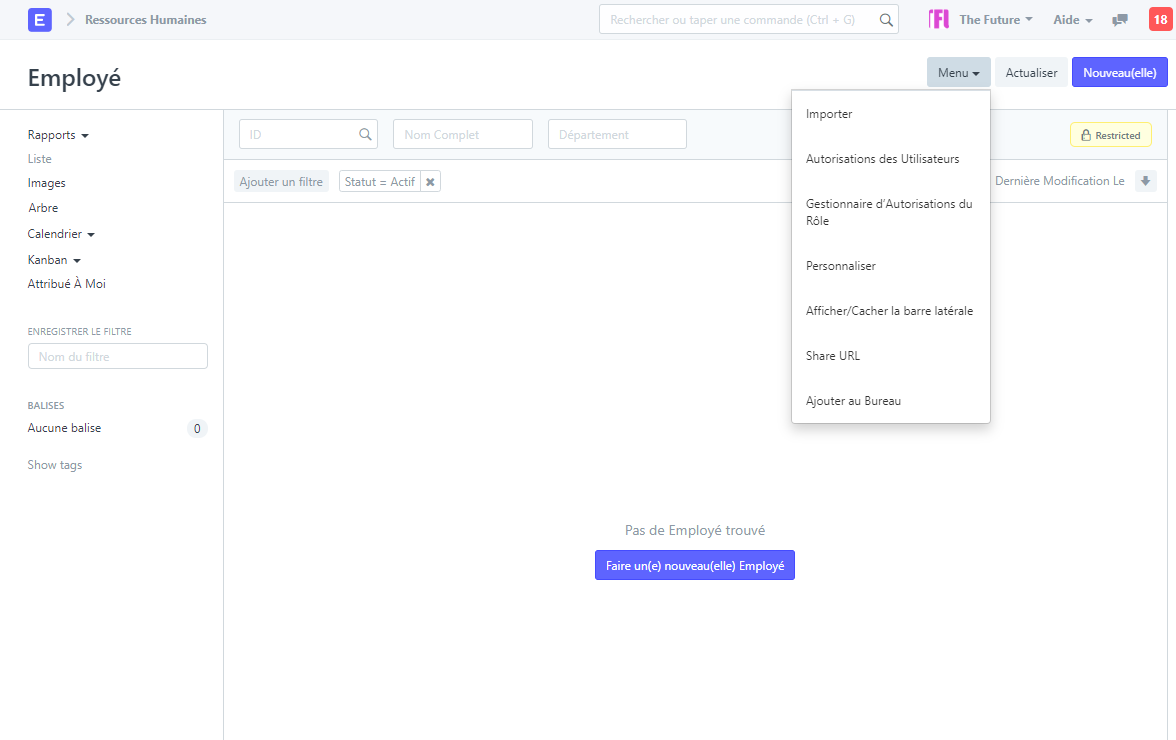 E
Ressources Humaines
Rechercher ou taper une commande (Ctrl + G)
The Future
Aide
18
Employé
Menu
Actualiser
Nouveau(elle)
Importer
Autorisations des Utilisateurs
Gestionnaire d'Autorisations du
Rôle
Personnaliser
Afficher/Cacher la barre latérale
Share URL
Ajouter au Bureau
Rapports
Liste
Images
Arbre
Calendrier
Kanban
Attribué À Moi
ENREGISTRER LE FILTRE
Nom du filtre
BALISES
Aucune balise
0
Show tags
ID
Nom Complet
Département
Restricted
Ajouter un filtre
Statut = Actif
Dernière Modification Le
Pas de Employé trouvé
Faire un(e) nouveau(elle) Employé